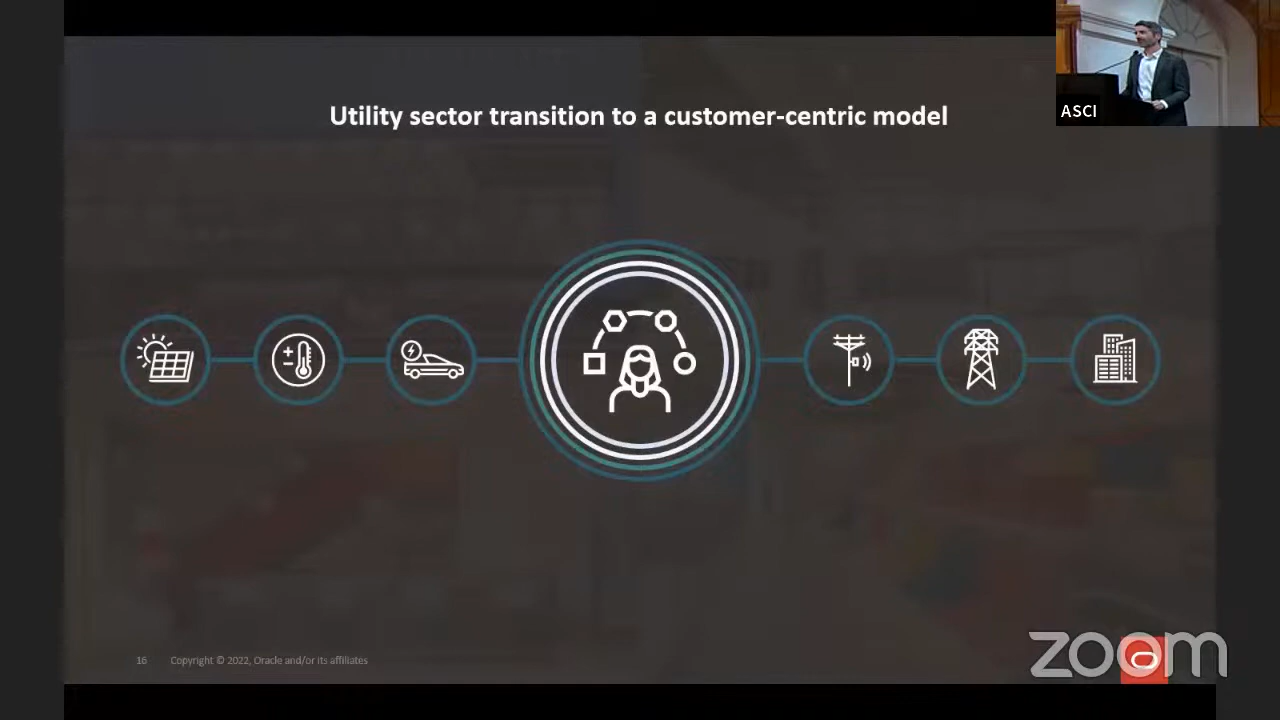 Utility sector transition to a customer-centric model
ASCI
16 Copyright © 2022, Oracle and/or its affiliates
zoom